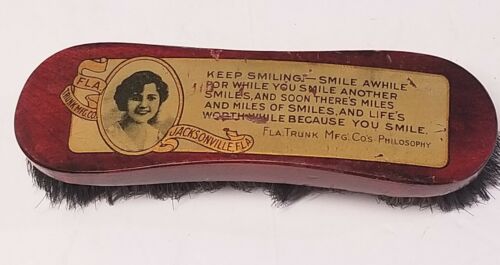 FLA.
TRUNK MFG. CO.
JACKSONVILLE, FLA.
KEEP SMILING:— SMILE AWHILE
FOR WHILE YOU SMILE ANOTHER
SMILES, AND SOON THERE'S MILES
AND MILES OF SMILES, AND LIFE'S
WORTH WHILE BECAUSE YOU SMILE.
FLA. TRUNK MFG. CO'S PHILOSOPHY